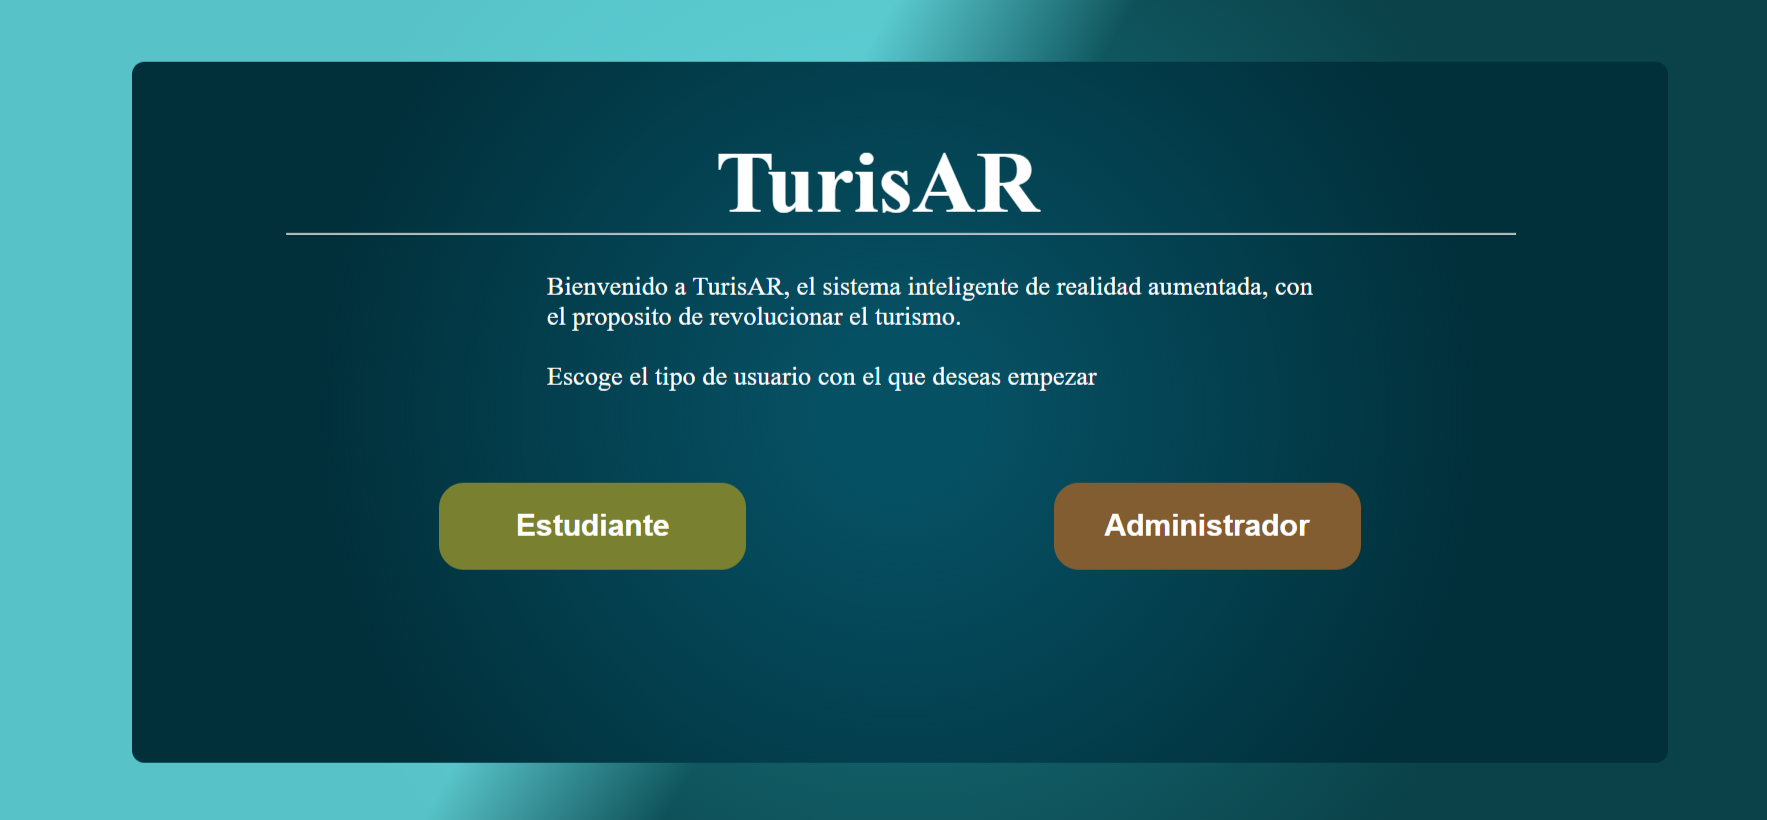 TurisAR
Bienvenido a TurisAR, el sistema inteligente de realidad aumentada, con
el proposito de revolucionar el turismo.
Escoge el tipo de usuario con el que deseas empezar
Estudiante
Administrador